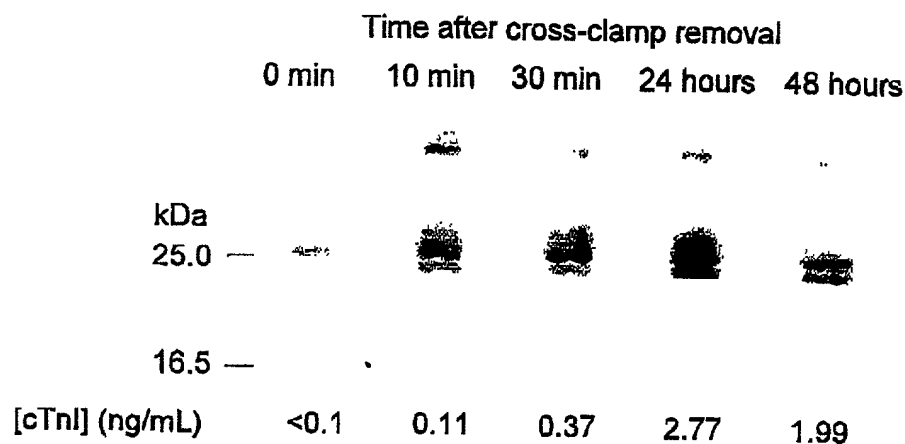 Time after cross-clamp removal
0 min 10 min 30 min 24 hours 48 hours
kDa
25.0 —
16.5 —
[cTnI] (ng/mL) <0.1 0.11 0.37 2.77 1.99